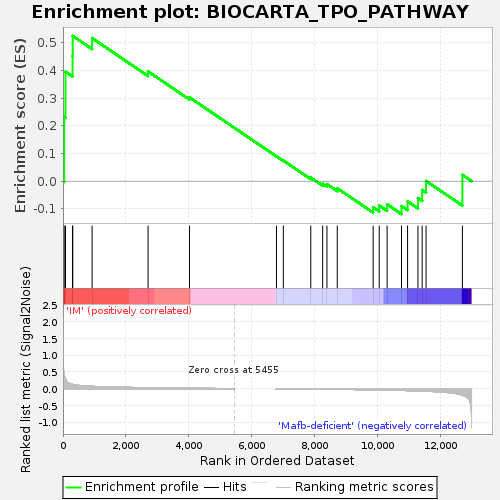 Enrichment plot: BIOCARTA_TPO_PATHWAY
Enrichment score (ES)
0.5
0.4
0.3
0.2
0.1
0.0
-0.1
'IM' (positively correlated)
Ranked list metric (Signal2Noise)
2.5
2.0
1.5
1.0
0.5
0.0
-0.5
-1.0
Zero cross at 5455
'Mafb-deficient' (negatively correlated)
0
2,000
4,000
6,000
8,000
10,000
12,000
Rank in Ordered Dataset
Enrichment profile
Hits
Ranking metric scores